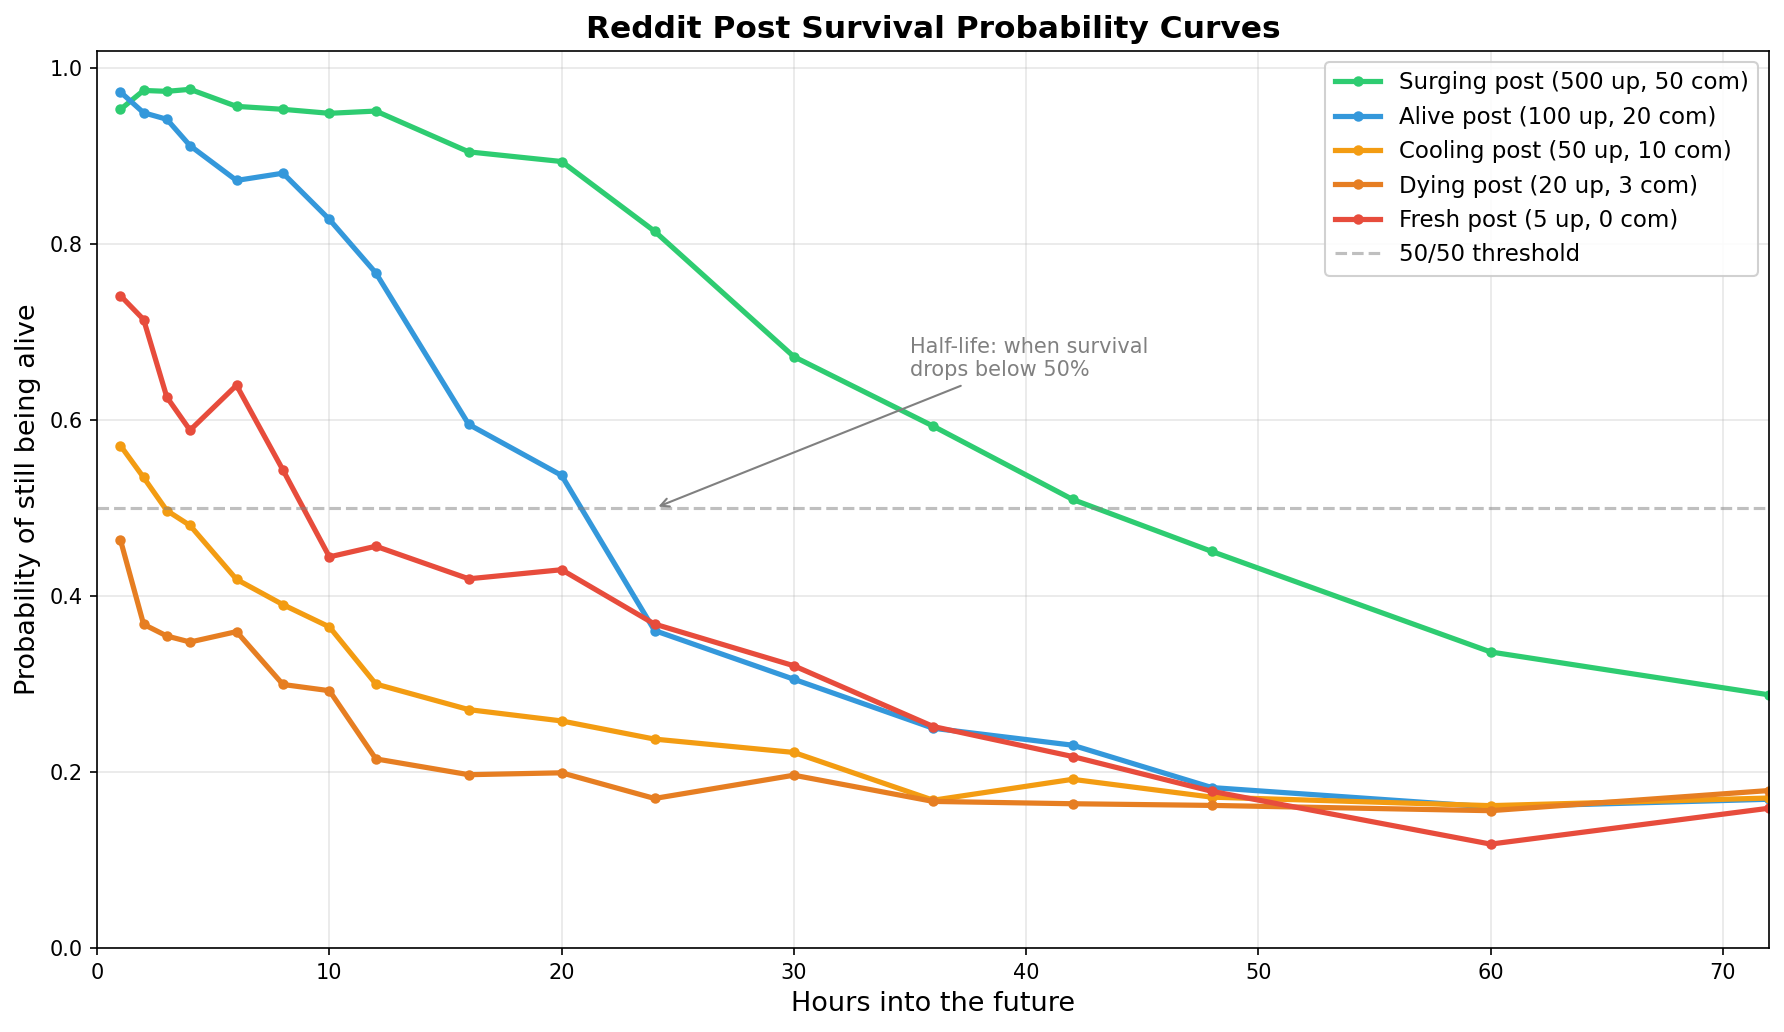 Reddit Post Survival Probability Curves
1.0
0.8
0.6
0.4
0.2
0.0
Probability of still being alive
Surging post (500 up, 50 com)
Alive post (100 up, 20 com)
Cooling post (50 up, 10 com)
Dying post (20 up, 3 com)
Fresh post (5 up, 0 com)
50/50 threshold
Half-life: when survival
drops below 50%
0 10 20 30 40 50 60 70
Hours into the future